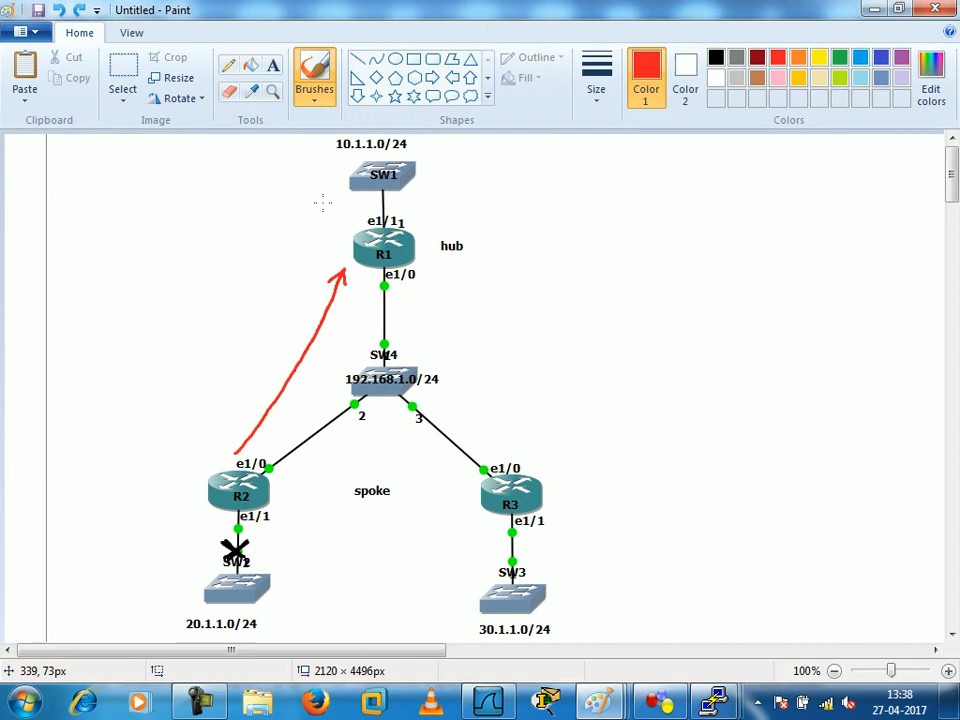 Untitled - Paint
Home
View
Paste
Cut
Copy
Clipboard
Select
Crop
Resize
Rotate
Image
Tools
Brushes
Outline
Fill
Shapes
Size
Color 1
Color 2
Colors
Edit colors
10.1.1.0/24
SW1
e1/1
1
R1
hub
e1/0
SW4
192.168.1.0/24
2
3
e1/0
R2
e1/1
spoke
e1/0
R3
e1/1
SW2
SW3
20.1.1.0/24
30.1.1.0/24
339, 73px
2120 × 4496px
100%
13:38
27-04-2017